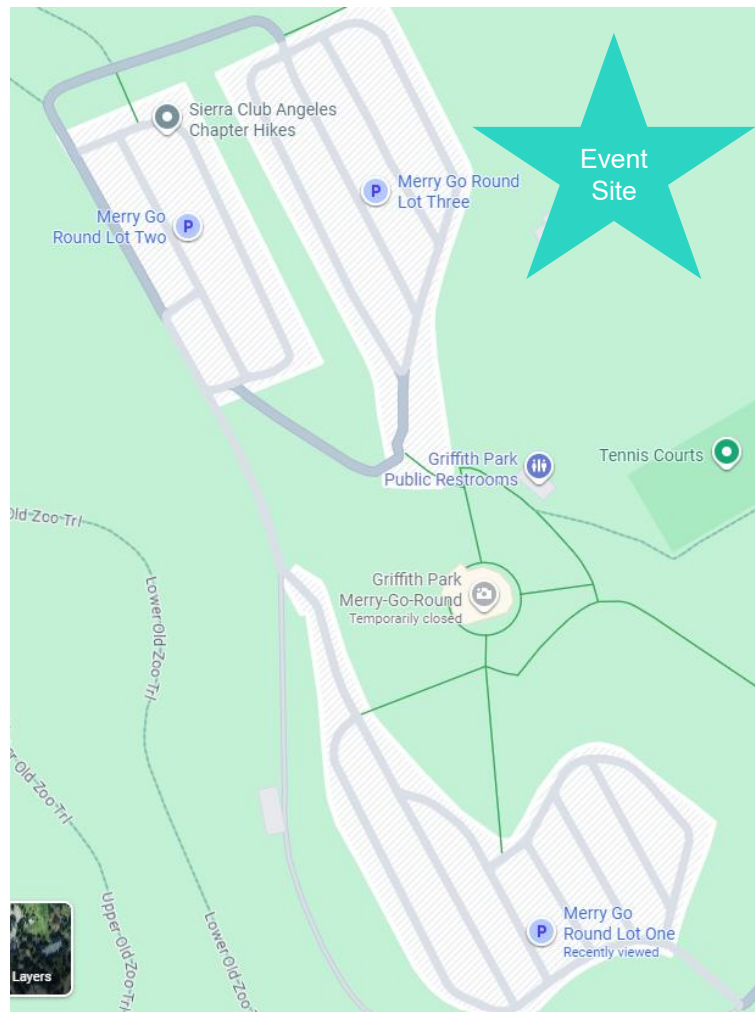 Sierra Club Angeles
Chapter Hikes
Event
Site
Merry Go Round
Lot Three
Merry Go
Round Lot Two
P
P
Griffith Park
Public Restrooms
Tennis Courts
Old Zoo Trl
Lower Old Zoo Trl
Griffith Park
Merry-Go-Round
Temporarily closed
Old Zoo Trl
Upper Old Zoo Trl
Lower Old Zoo Trl
Merry Go
Round Lot One
Recently viewed
P
Layers